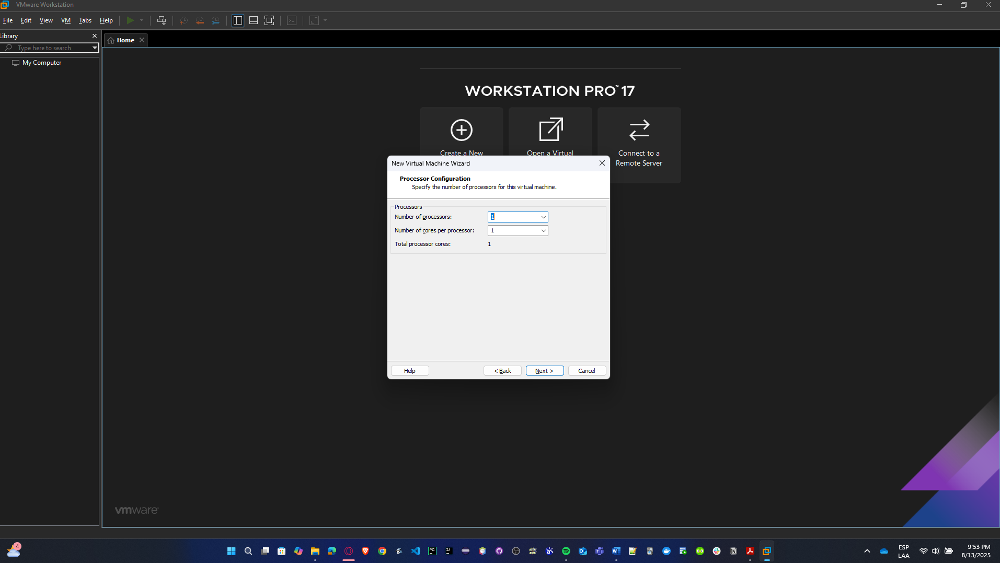 VMware Workstation
File Edit View VM Tabs Help
Library
Type here to search
My Computer
Home
WORKSTATION PRO™ 17
Create a New
Open a Virtual
Connect to a
Remote Server
New Virtual Machine Wizard
Processor Configuration
Specify the number of processors for this virtual machine.
Processors
Number of processors: 1
Number of cores per processor: 1
Total processor cores: 1
Help < Back Next > Cancel
vmware
4
ESP
LAA
9:53 PM
8/13/2025